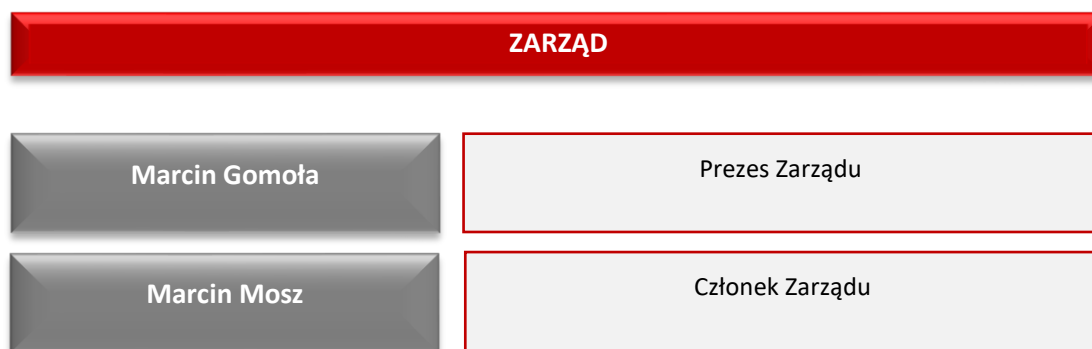 ZARZĄD
Marcin Gomoła
Prezes Zarządu
Marcin Mosz
Członek Zarządu